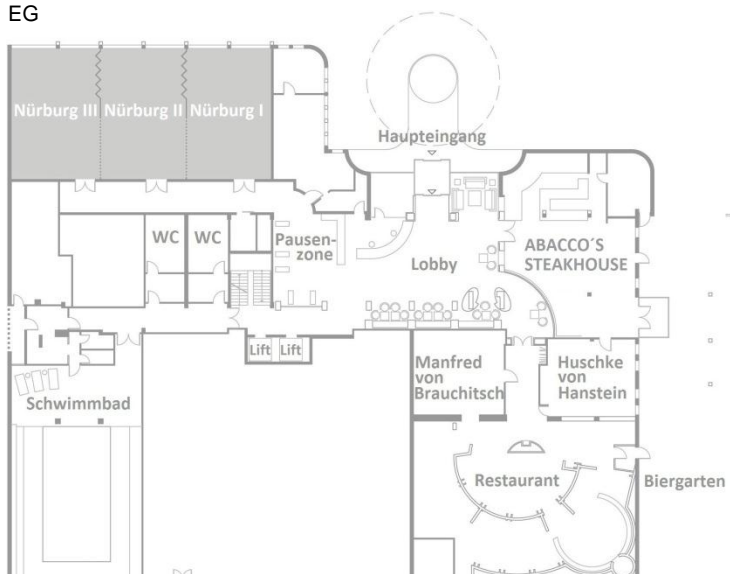 EG
Nürburg III
Nürburg II
Nürburg I
Haupteingang
WC
WC
Pausen-
zone
Lobby
ABACCO´S
STEAKHOUSE
Lift
Lift
Manfred
von
Brauchitsch
Huschke
von
Hanstein
Schwimmbad
Restaurant
Biergarten